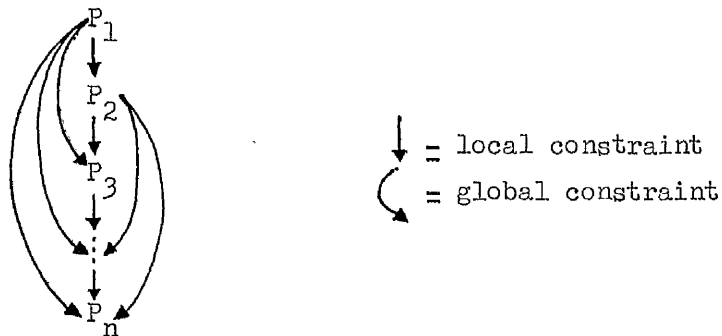 P1
P2
P3
Pn
= local constraint
= global constraint